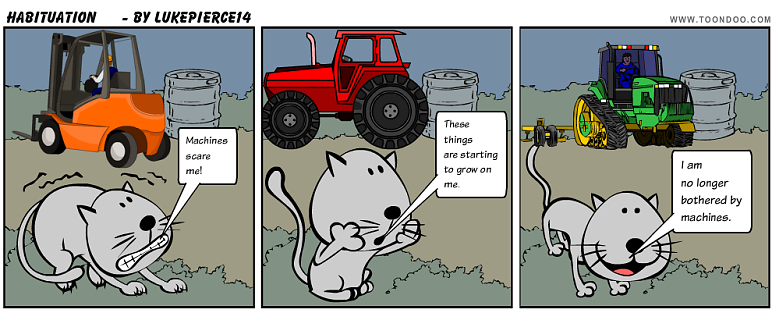 HABITUATION - BY LUKEPIERCE14
WWW.TOONDOO.COM
Machines
scare
me!
These
things
are starting
to grow on
me.
I am
no longer
bothered by
machines.